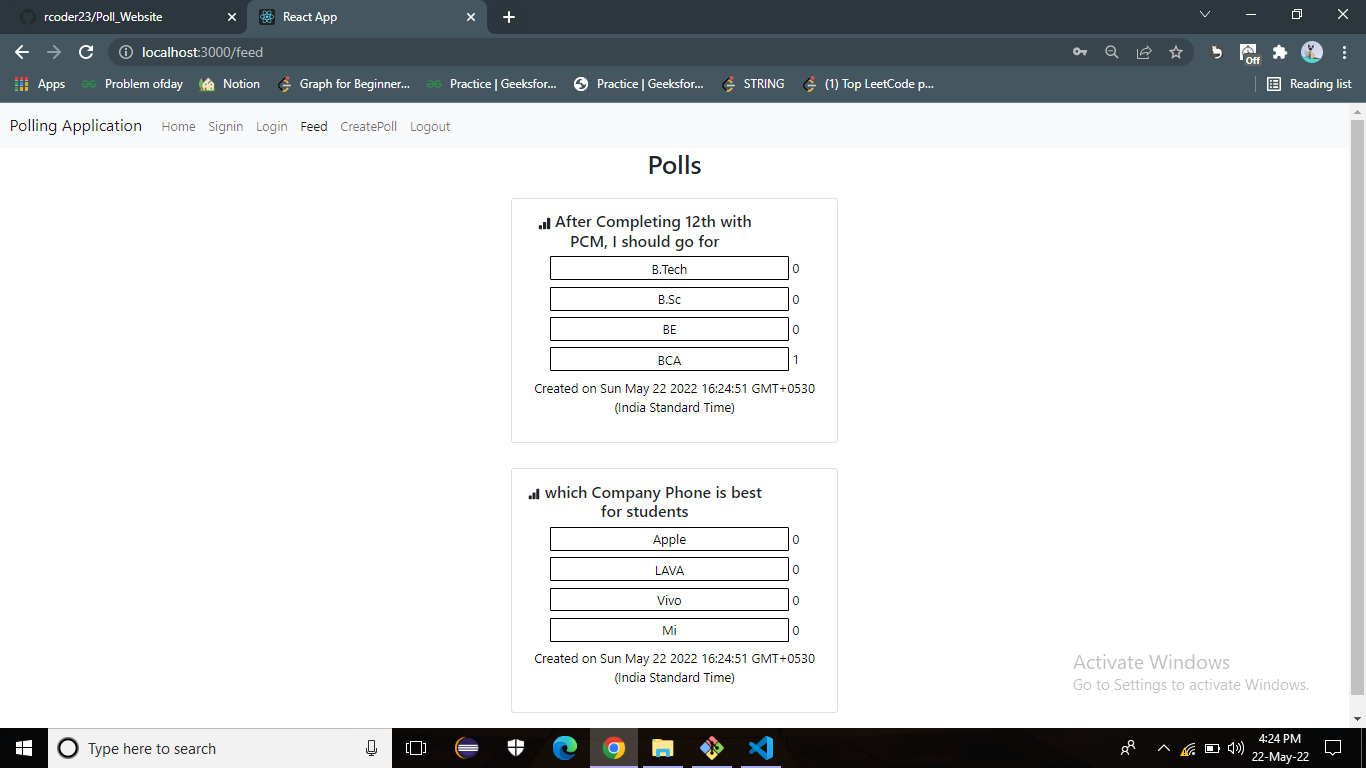 rcoder23/Poll_Website
React App
localhost:3000/feed
Off
Apps
Problem ofday
Notion
Graph for Beginner...
Practice | Geeksfor...
Practice | Geeksfor...
STRING
(1) Top LeetCode p...
Reading list
Polling Application
Home
Signin
Login
Feed
CreatePoll
Logout
Polls
After Completing 12th with
PCM, I should go for
B.Tech 0
B.Sc 0
BE 0
BCA 1
Created on Sun May 22 2022 16:24:51 GMT+0530
(India Standard Time)
which Company Phone is best
for students
Apple 0
LAVA 0
Vivo 0
Mi 0
Created on Sun May 22 2022 16:24:51 GMT+0530
(India Standard Time)
Activate Windows
Go to Settings to activate Windows.
Type here to search
4:24 PM
22-May-22